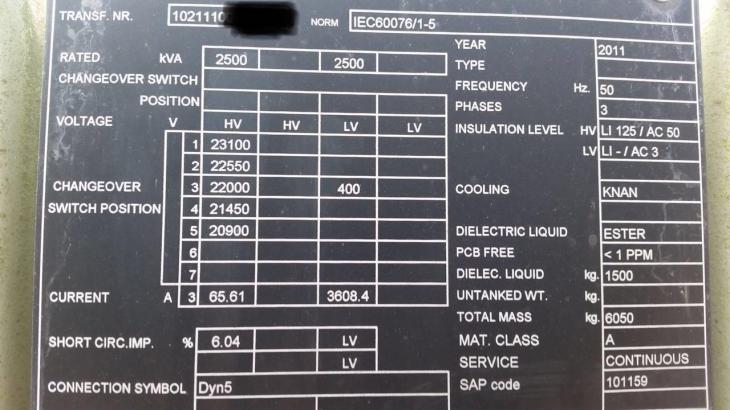 TRANSF. NR. 10211100 NORM IEC60076/1-5
RATED kVA 2500 2500
CHANGEOVER SWITCH
POSITION
VOLTAGE V HV HV LV LV
1 23100
2 22550
CHANGEOVER 3 22000 400
SWITCH POSITION 4 21450
5 20900
6
7
CURRENT A 3 65.61 3608.4
SHORT CIRC.IMP. % 6.04 LV
LV
CONNECTION SYMBOL Dyn5
YEAR 2011
TYPE
FREQUENCY Hz. 50
PHASES 3
INSULATION LEVEL HV LI 125 / AC 50
LV LI - / AC 3
COOLING KNAN
DIELECTRIC LIQUID ESTER
PCB FREE < 1 PPM
DIELEC. LIQUID kg. 1500
UNTANKED WT. kg.
TOTAL MASS kg. 6050
MAT. CLASS A
SERVICE CONTINUOUS
SAP code 101159